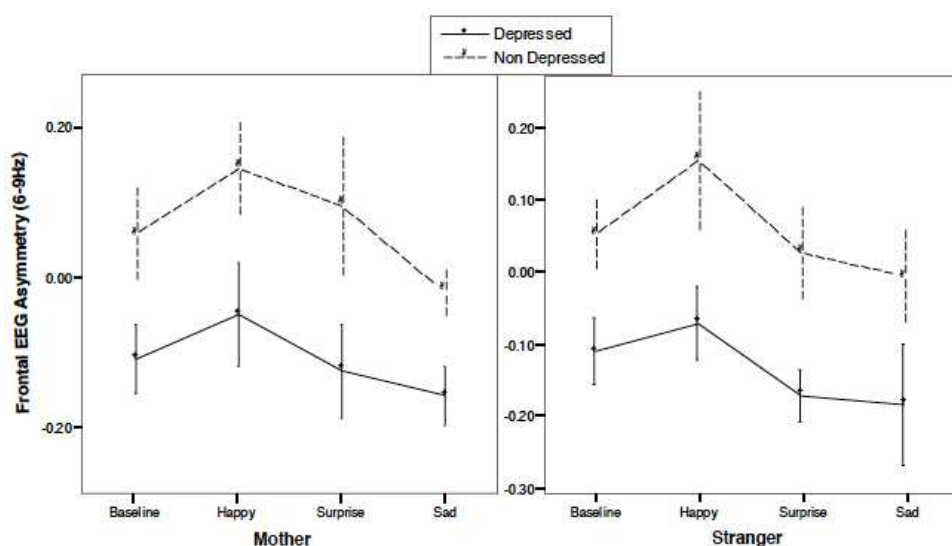 Depressed
Non Depressed
Frontal EEG Asymmetry (6-9Hz)
0.20
0.00
-0.20
Baseline Happy Surprise Sad
Mother
0.20
0.10
0.00
-0.10
-0.20
-0.30
Baseline Happy Surprise Sad
Stranger